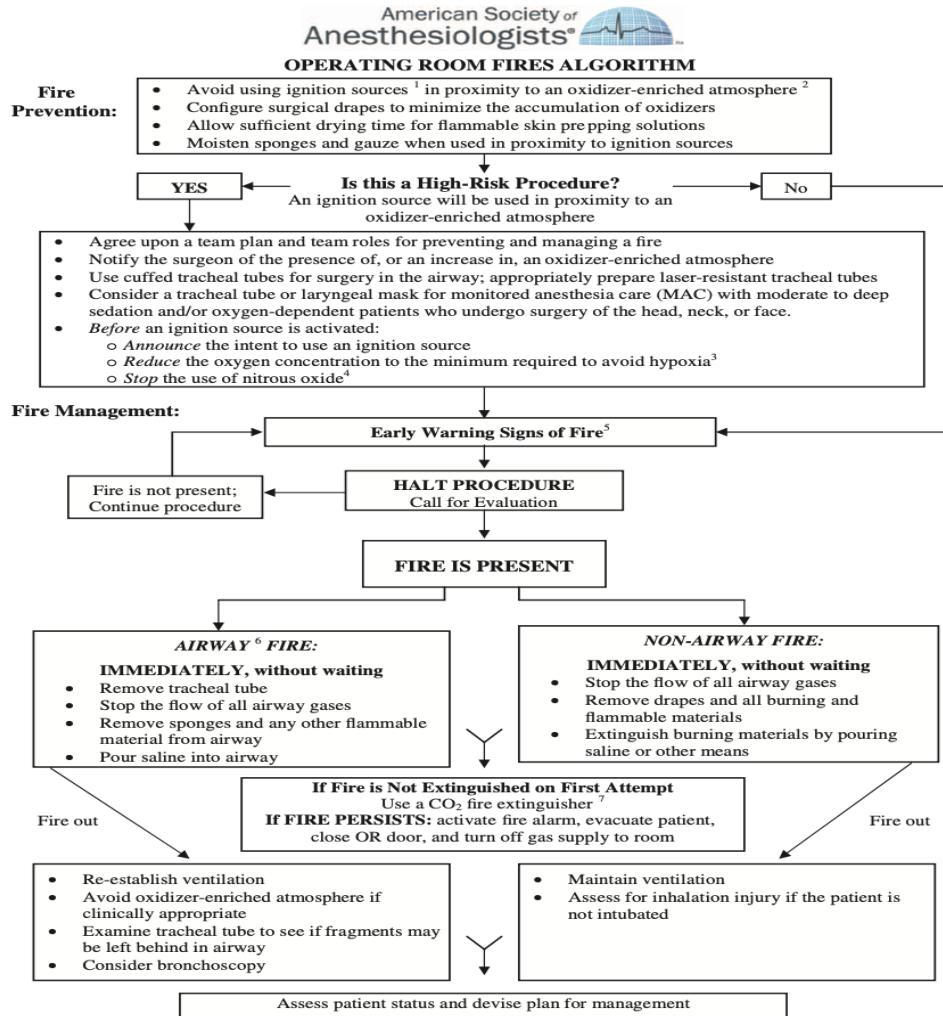 American Society of
Anesthesiologists®
OPERATING ROOM FIRES ALGORITHM
Fire
Prevention:
• Avoid using ignition sources 1 in proximity to an oxidizer-enriched atmosphere 2
• Configure surgical drapes to minimize the accumulation of oxidizers
• Allow sufficient drying time for flammable skin prepping solutions
• Moisten sponges and gauze when used in proximity to ignition sources
YES
Is this a High-Risk Procedure?
An ignition source will be used in proximity to an
oxidizer-enriched atmosphere
No
• Agree upon a team plan and team roles for preventing and managing a fire
• Notify the surgeon of the presence of, or an increase in, an oxidizer-enriched atmosphere
• Use cuffed tracheal tubes for surgery in the airway; appropriately prepare laser-resistant tracheal tubes
• Consider a tracheal tube or laryngeal mask for monitored anesthesia care (MAC) with moderate to deep
sedation and/or oxygen-dependent patients who undergo surgery of the head, neck, or face.
• Before an ignition source is activated:
o Announce the intent to use an ignition source
o Reduce the oxygen concentration to the minimum required to avoid hypoxia3
o Stop the use of nitrous oxide4
Fire Management:
Early Warning Signs of Fire5
Fire is not present;
Continue procedure
HALT PROCEDURE
Call for Evaluation
FIRE IS PRESENT
AIRWAY 6 FIRE:
IMMEDIATELY, without waiting
• Remove tracheal tube
• Stop the flow of all airway gases
• Remove sponges and any other flammable
material from airway
• Pour saline into airway
NON-AIRWAY FIRE:
IMMEDIATELY, without waiting
• Stop the flow of all airway gases
• Remove drapes and all burning and
flammable materials
• Extinguish burning materials by pouring
saline or other means
If Fire is Not Extinguished on First Attempt
Use a CO2 fire extinguisher 7
If FIRE PERSISTS: activate fire alarm, evacuate patient,
close OR door, and turn off gas supply to room
Fire out
Fire out
• Re-establish ventilation
• Avoid oxidizer-enriched atmosphere if
clinically appropriate
• Examine tracheal tube to see if fragments may
be left behind in airway
• Consider bronchoscopy
• Maintain ventilation
• Assess for inhalation injury if the patient is
not intubated
Assess patient status and devise plan for management